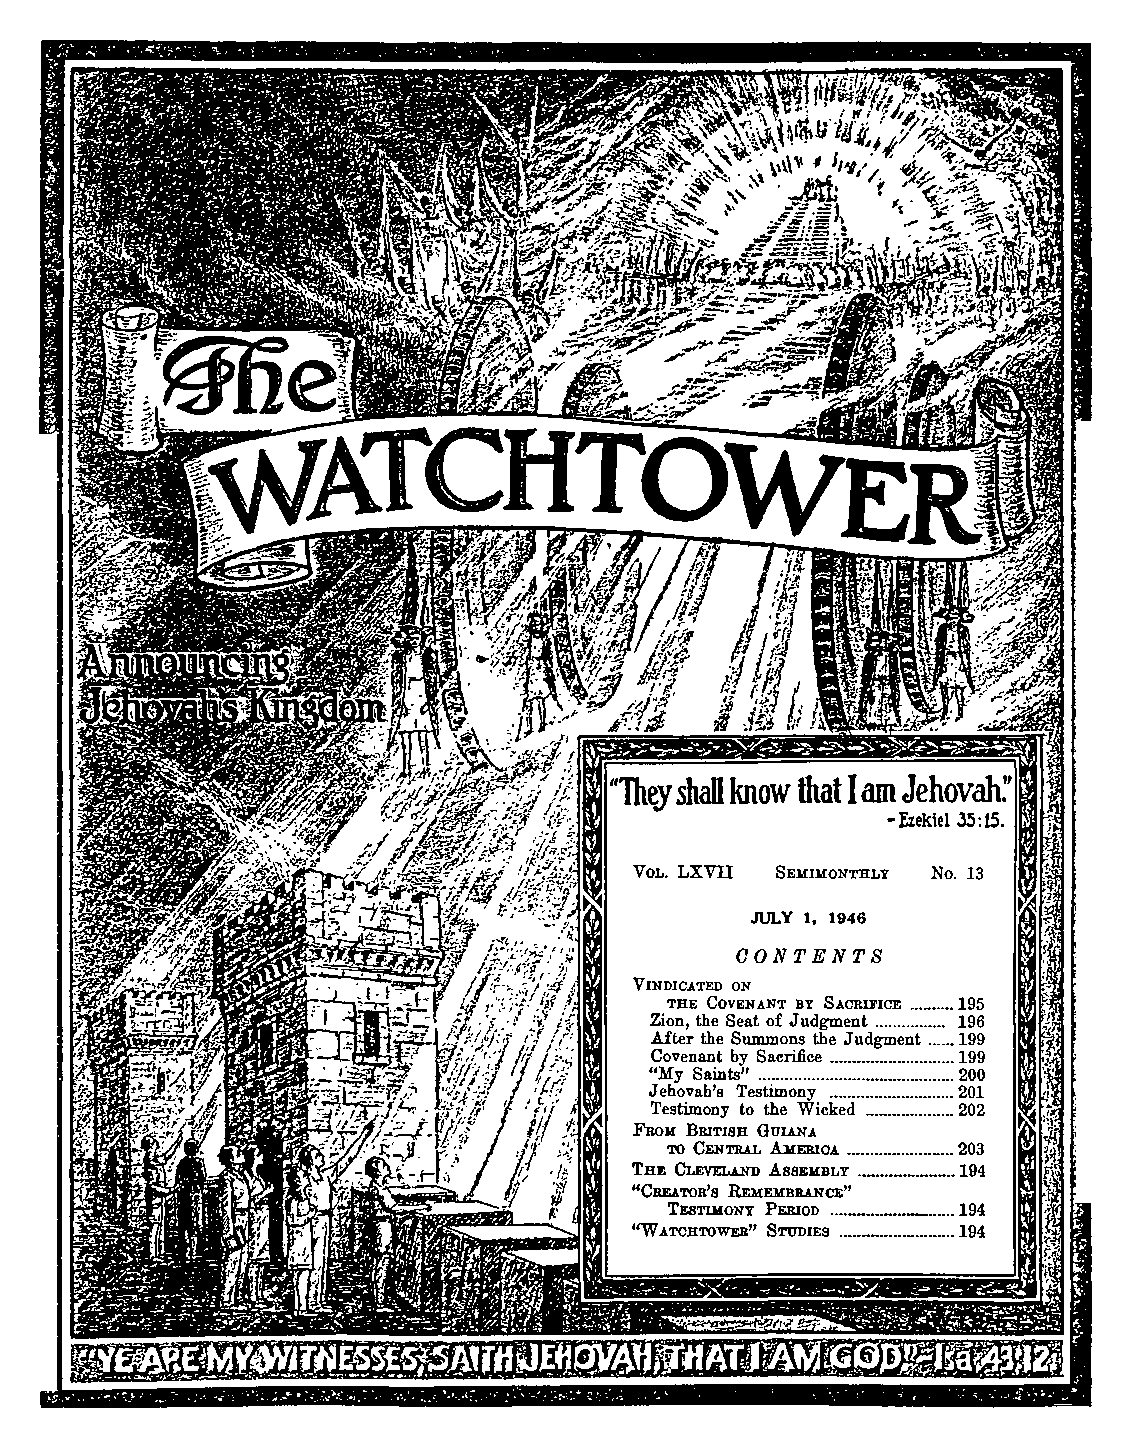 The
WATCHTOWER
Announcing
Jehovah's Kingdom
"They shall know that I am Jehovah."
- Ezekiel 35:15.
VOL. LXVII SEMIMONTHLY No. 13
JULY 1, 1946
CONTENTS
VINDICATED ON
THE COVENANT BY SACRIFICE .......... 195
Zion, the Seat of Judgment ............... 196
After the Summons the Judgment ...... 199
Covenant by Sacrifice .......................... 199
"My Saints" .......................................... 200
Jehovah's Testimony .......................... 201
Testimony to the Wicked .................. 202
FROM BRITISH GUIANA
TO CENTRAL AMERICA ...................... 203
THE CLEVELAND ASSEMBLY .................... 194
"CREATOR'S REMEMBRANCE"
TESTIMONY PERIOD .......................... 194
"WATCHTOWER" STUDIES ........................ 194
"YE ARE MY WITNESSES, SAITH JEHOVAH, THAT I AM GOD."-Isa.43:12